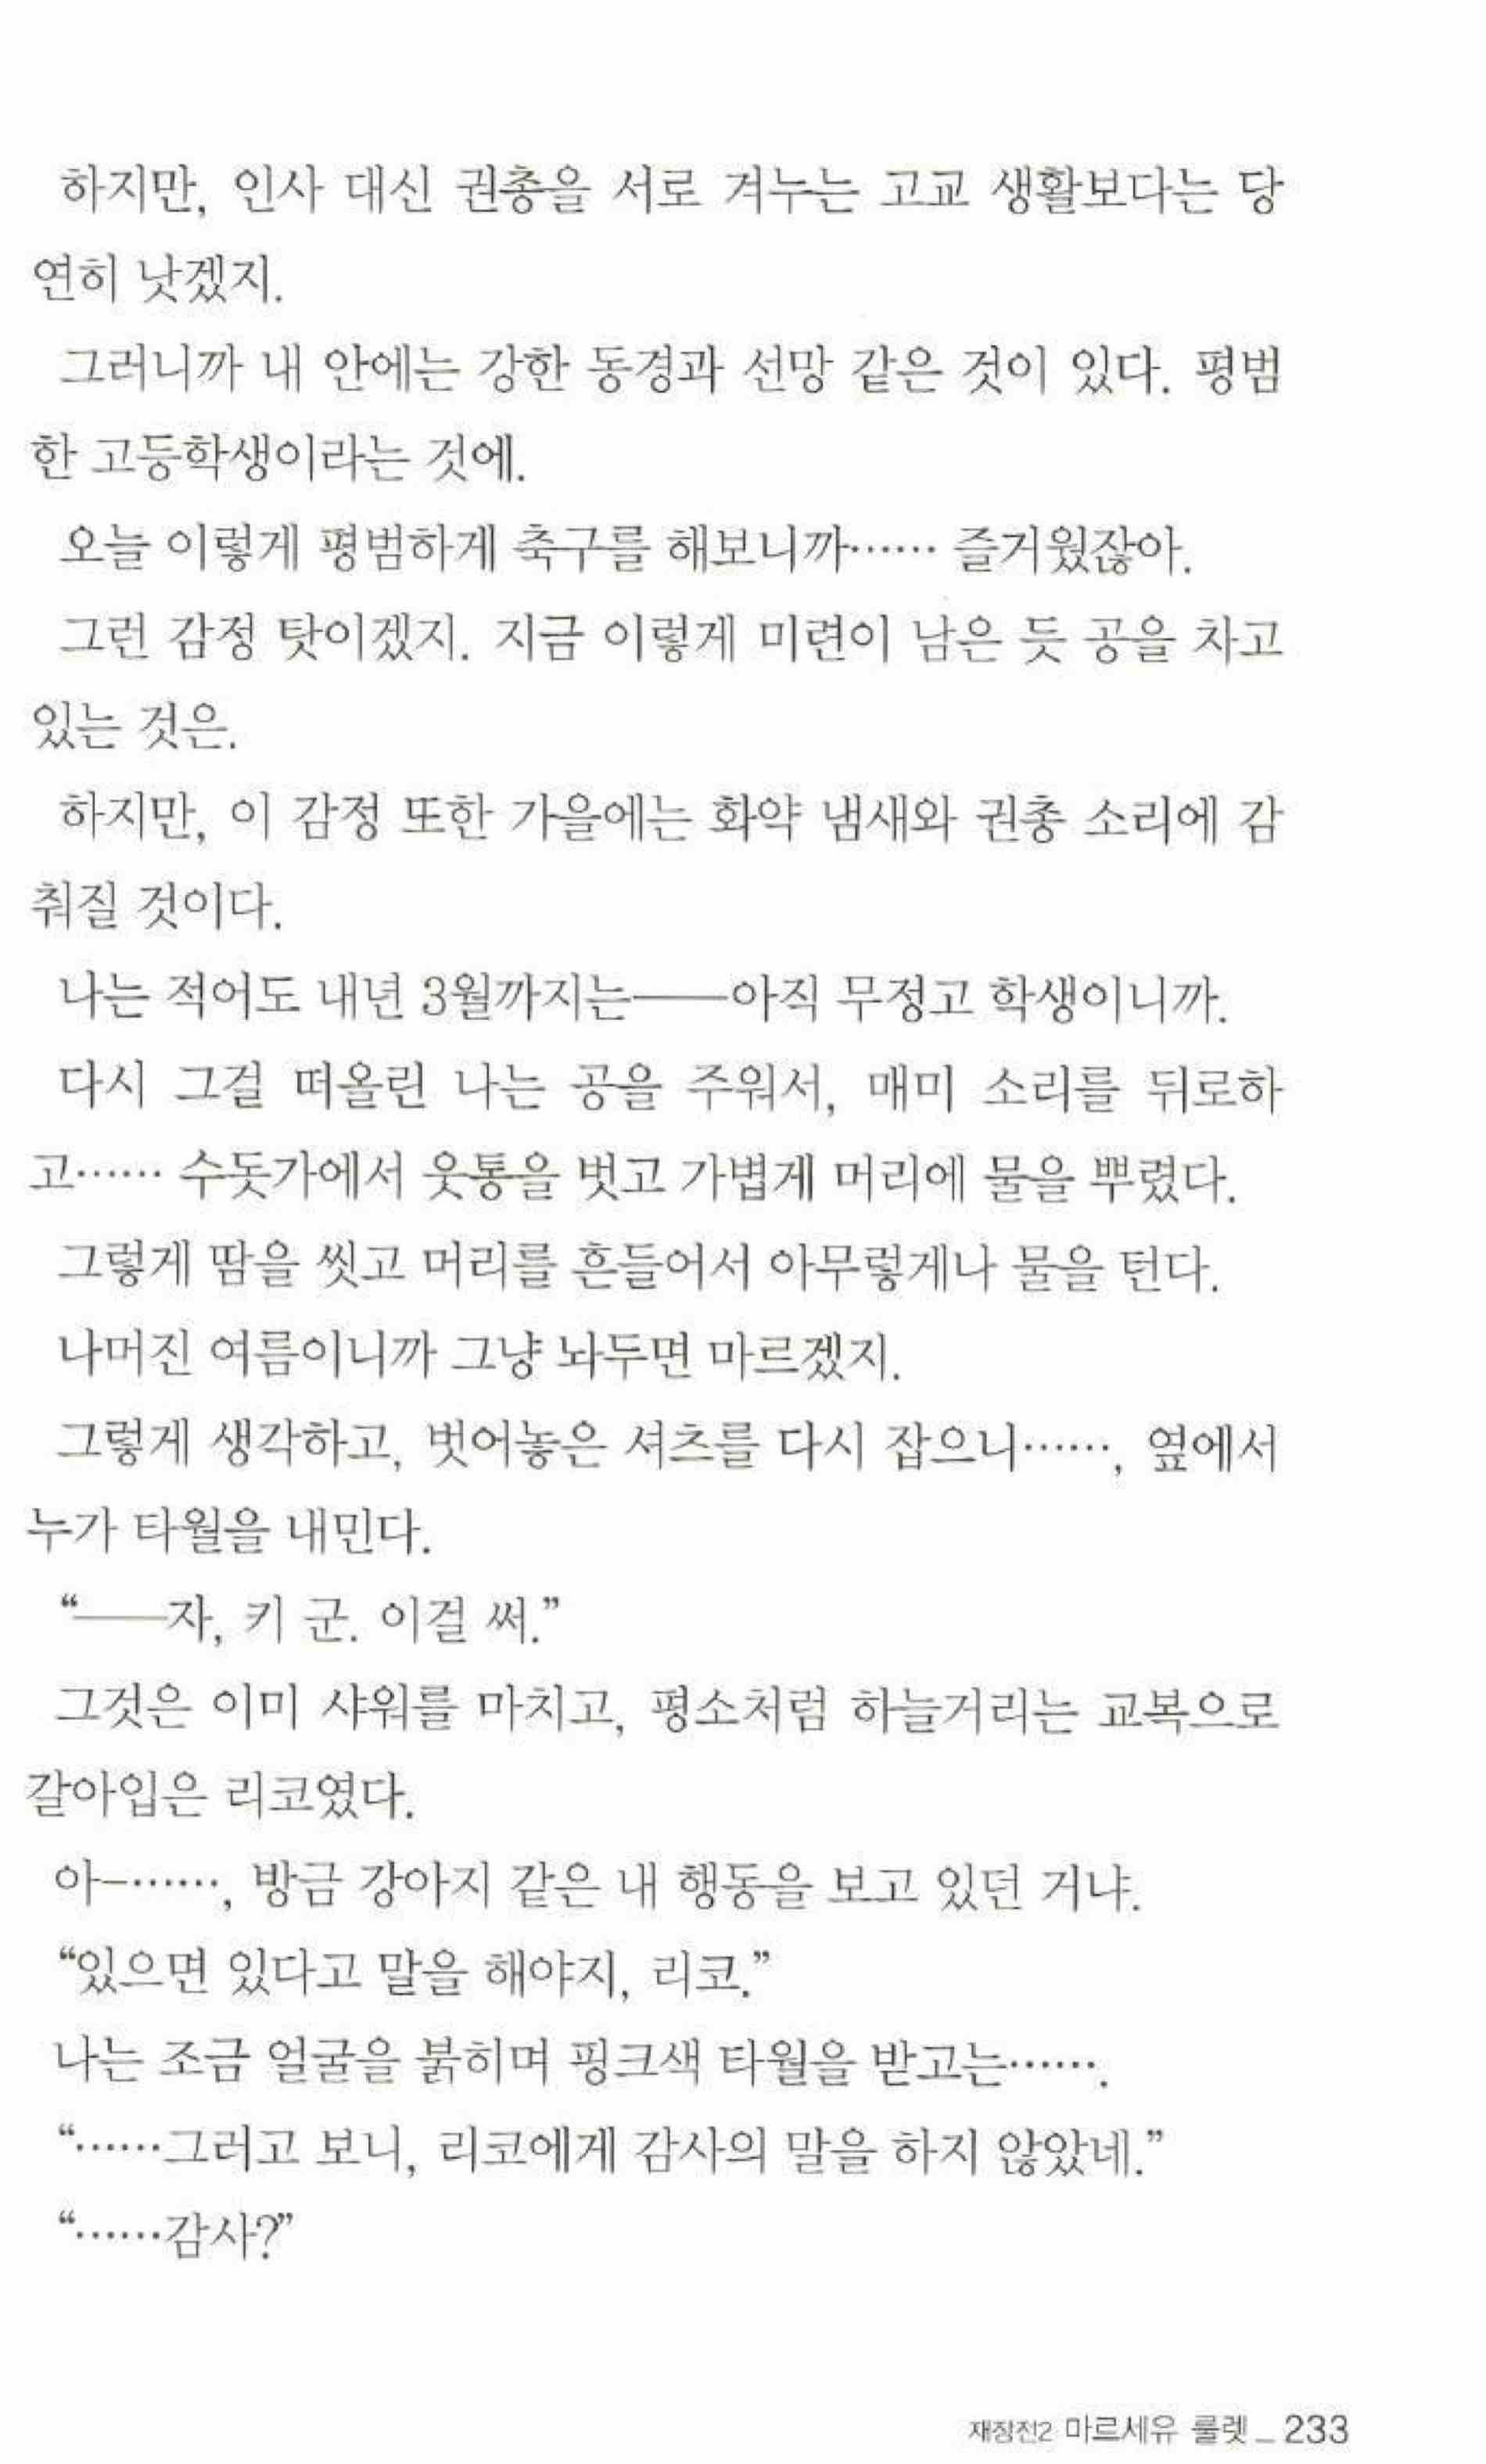 하지만, 인사 대신 권총을 서로 겨누는 고교 생활보다는 당
연히 낫겠지.
그러니까 내 안에는 강한 동경과 선망 같은 것이 있다. 평범
한 고등학생이라는 것에.
오늘 이렇게 평범하게 축구를 해보니까…… 즐거웠잖아.
그런 감정 탓이겠지. 지금 이렇게 미련이 남은 듯 공을 차고
있는 것은.
하지만, 이 감정 또한 가을에는 화약 냄새와 권총 소리에 감
춰질 것이다.
나는 적어도 내년 3월까지는──아직 무정고 학생이니까.
다시 그걸 떠올린 나는 공을 주워서, 매미 소리를 뒤로하
고…… 수돗가에서 웃통을 벗고 가볍게 머리에 물을 뿌렸다.
그렇게 땀을 씻고 머리를 흔들어서 아무렇게나 물을 턴다.
나머진 여름이니까 그냥 놔두면 마르겠지.
그렇게 생각하고, 벗어놓은 셔츠를 다시 잡으니……, 옆에서
누가 타월을 내민다.
“──자, 키 군. 이걸 써.”
그것은 이미 샤워를 마치고, 평소처럼 하늘거리는 교복으로
갈아입은 리코였다.
아-……, 방금 강아지 같은 내 행동을 보고 있던 거냐.
“있으면 있다고 말을 해야지, 리코.”
나는 조금 얼굴을 붉히며 핑크색 타월을 받고는…….
“……그러고 보니, 리코에게 감사의 말을 하지 않았네.”
“……감사?”
재장전2 마르세유 룰렛 _ 233